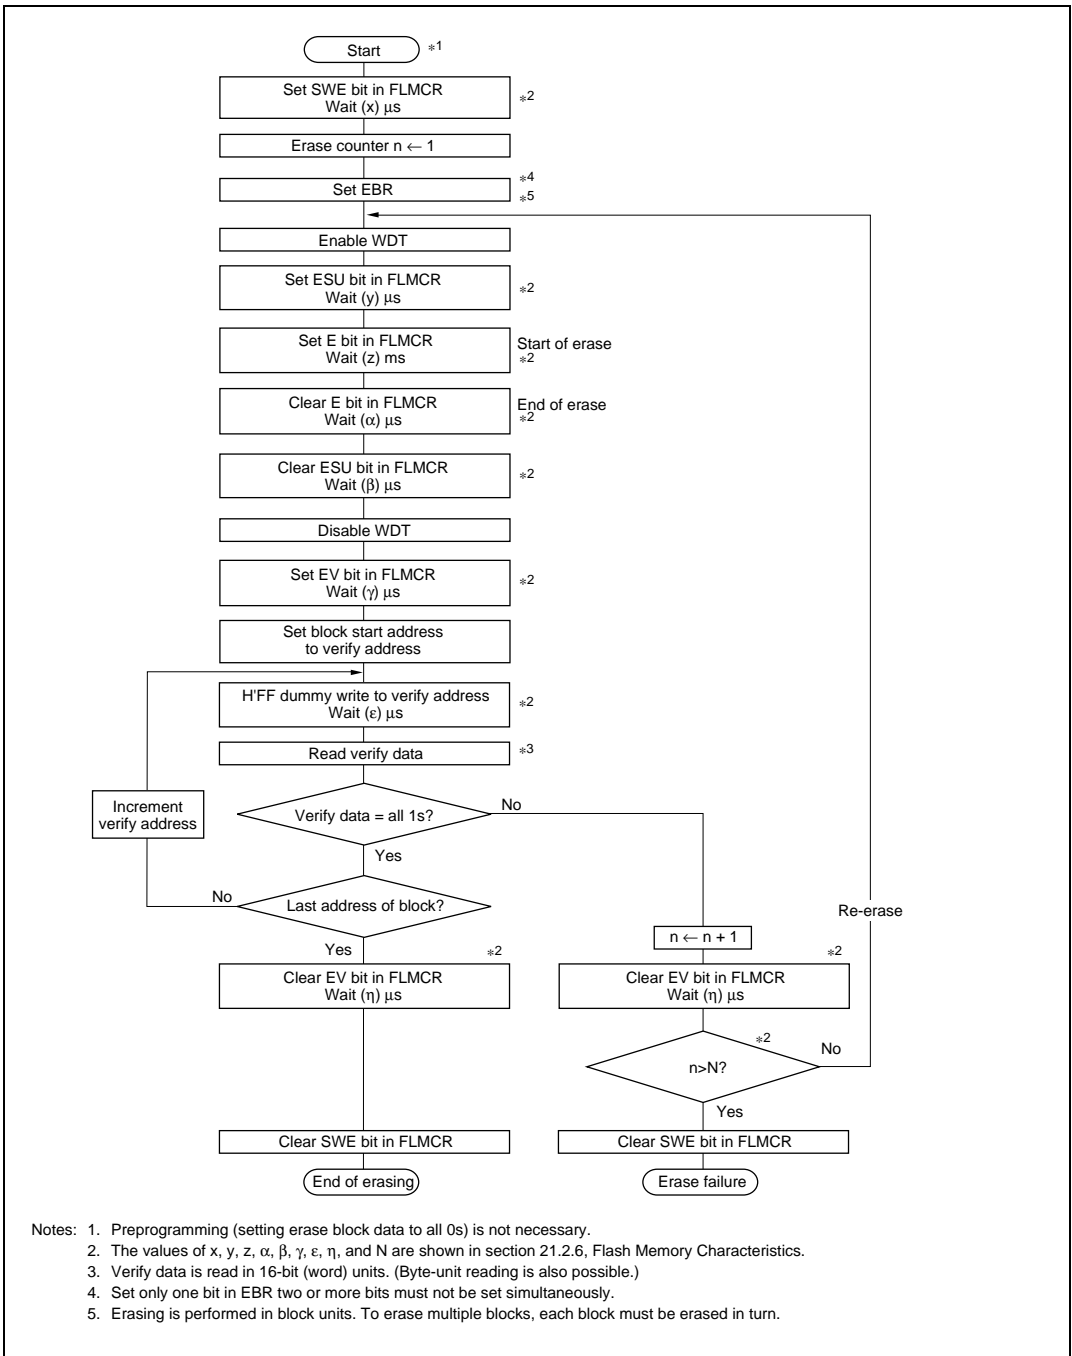 Start *1
Set SWE bit in FLMCR
Wait (x) μs
*2
Erase counter n ← 1
Set EBR
*4
*5
Enable WDT
Set ESU bit in FLMCR
Wait (y) μs
*2
Set E bit in FLMCR
Wait (z) ms
Start of erase
*2
Clear E bit in FLMCR
Wait (α) μs
End of erase
*2
Clear ESU bit in FLMCR
Wait (β) μs
*2
Disable WDT
Set EV bit in FLMCR
Wait (γ) μs
*2
Set block start address
to verify address
H'FF dummy write to verify address
Wait (ε) μs
*2
Read verify data
*3
Increment
verify address
Verify data = all 1s?
No
Yes
No
Last address of block?
Re-erase
Yes
*2
n ← n + 1
*2
Clear EV bit in FLMCR
Wait (η) μs
Clear EV bit in FLMCR
Wait (η) μs
*2
n>N?
No
Yes
Clear SWE bit in FLMCR
Clear SWE bit in FLMCR
End of erasing
Erase failure
Notes: 1. Preprogramming (setting erase block data to all 0s) is not necessary.
2. The values of x, y, z, α, β, γ, ε, η, and N are shown in section 21.2.6, Flash Memory Characteristics.
3. Verify data is read in 16-bit (word) units. (Byte-unit reading is also possible.)
4. Set only one bit in EBR two or more bits must not be set simultaneously.
5. Erasing is performed in block units. To erase multiple blocks, each block must be erased in turn.